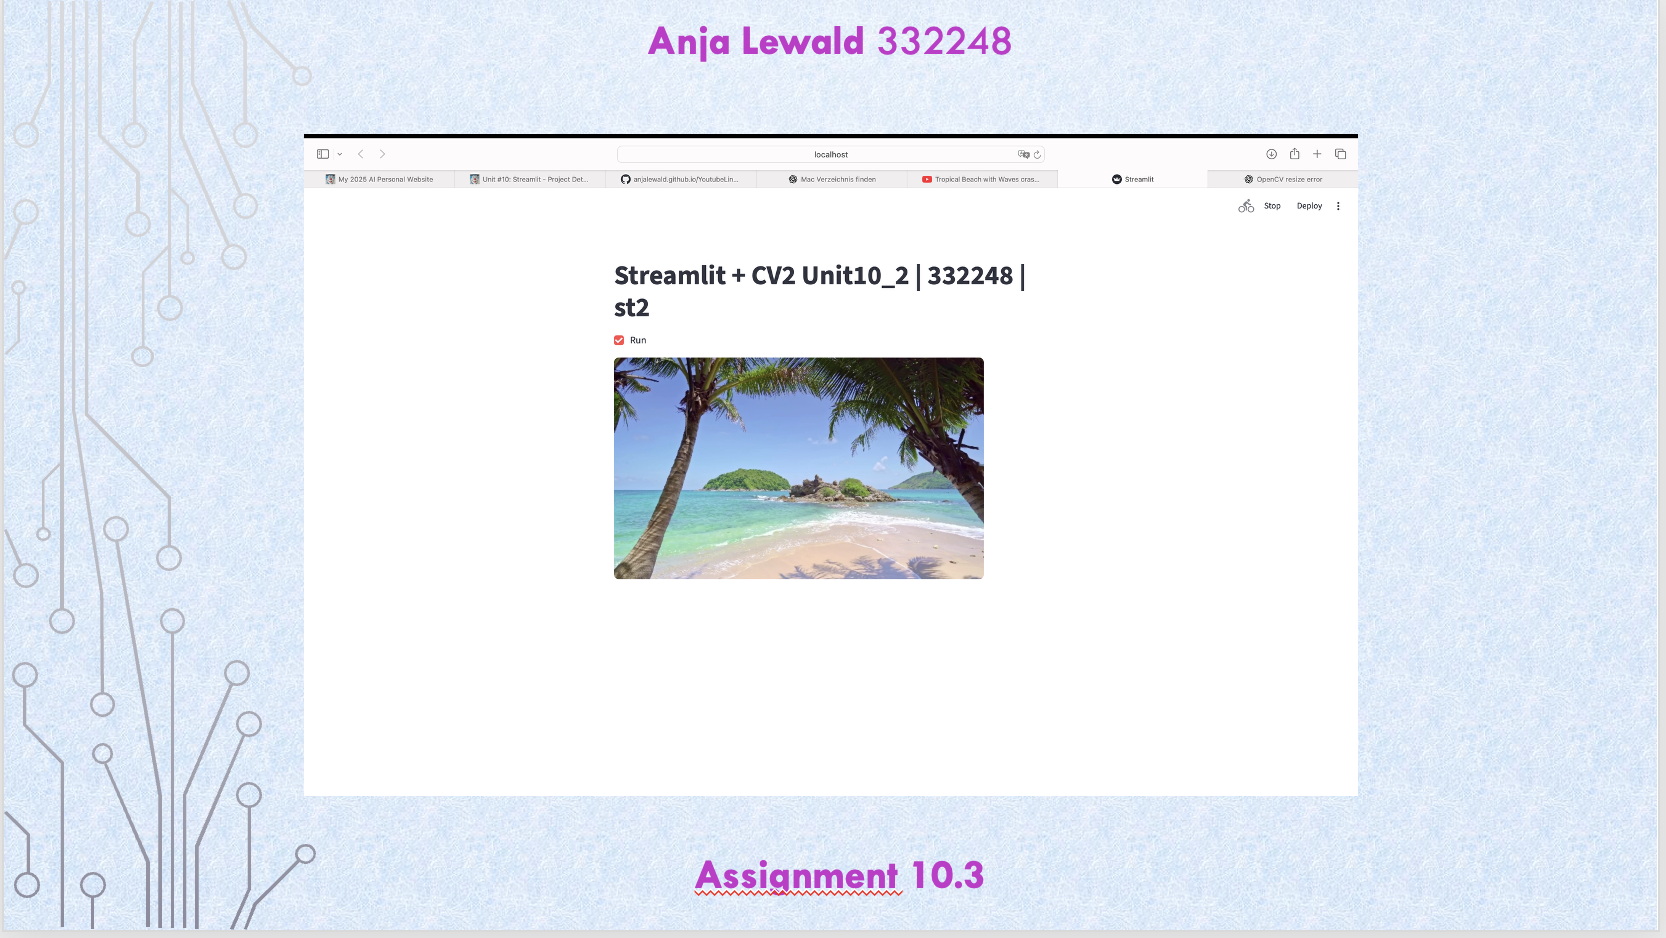 Anja Lewald 332248
localhost
My 2025 AI Personal Website
Unit #10: Streamlit - Project Det...
anjalewald.github.io/YoutubeLin...
Mac Verzeichnis finden
Tropical Beach with Waves cras...
Streamlit
OpenCV resize error
Stop
Deploy
Streamlit + CV2 Unit10_2 | 332248 |
st2
Run
Assignment 10.3